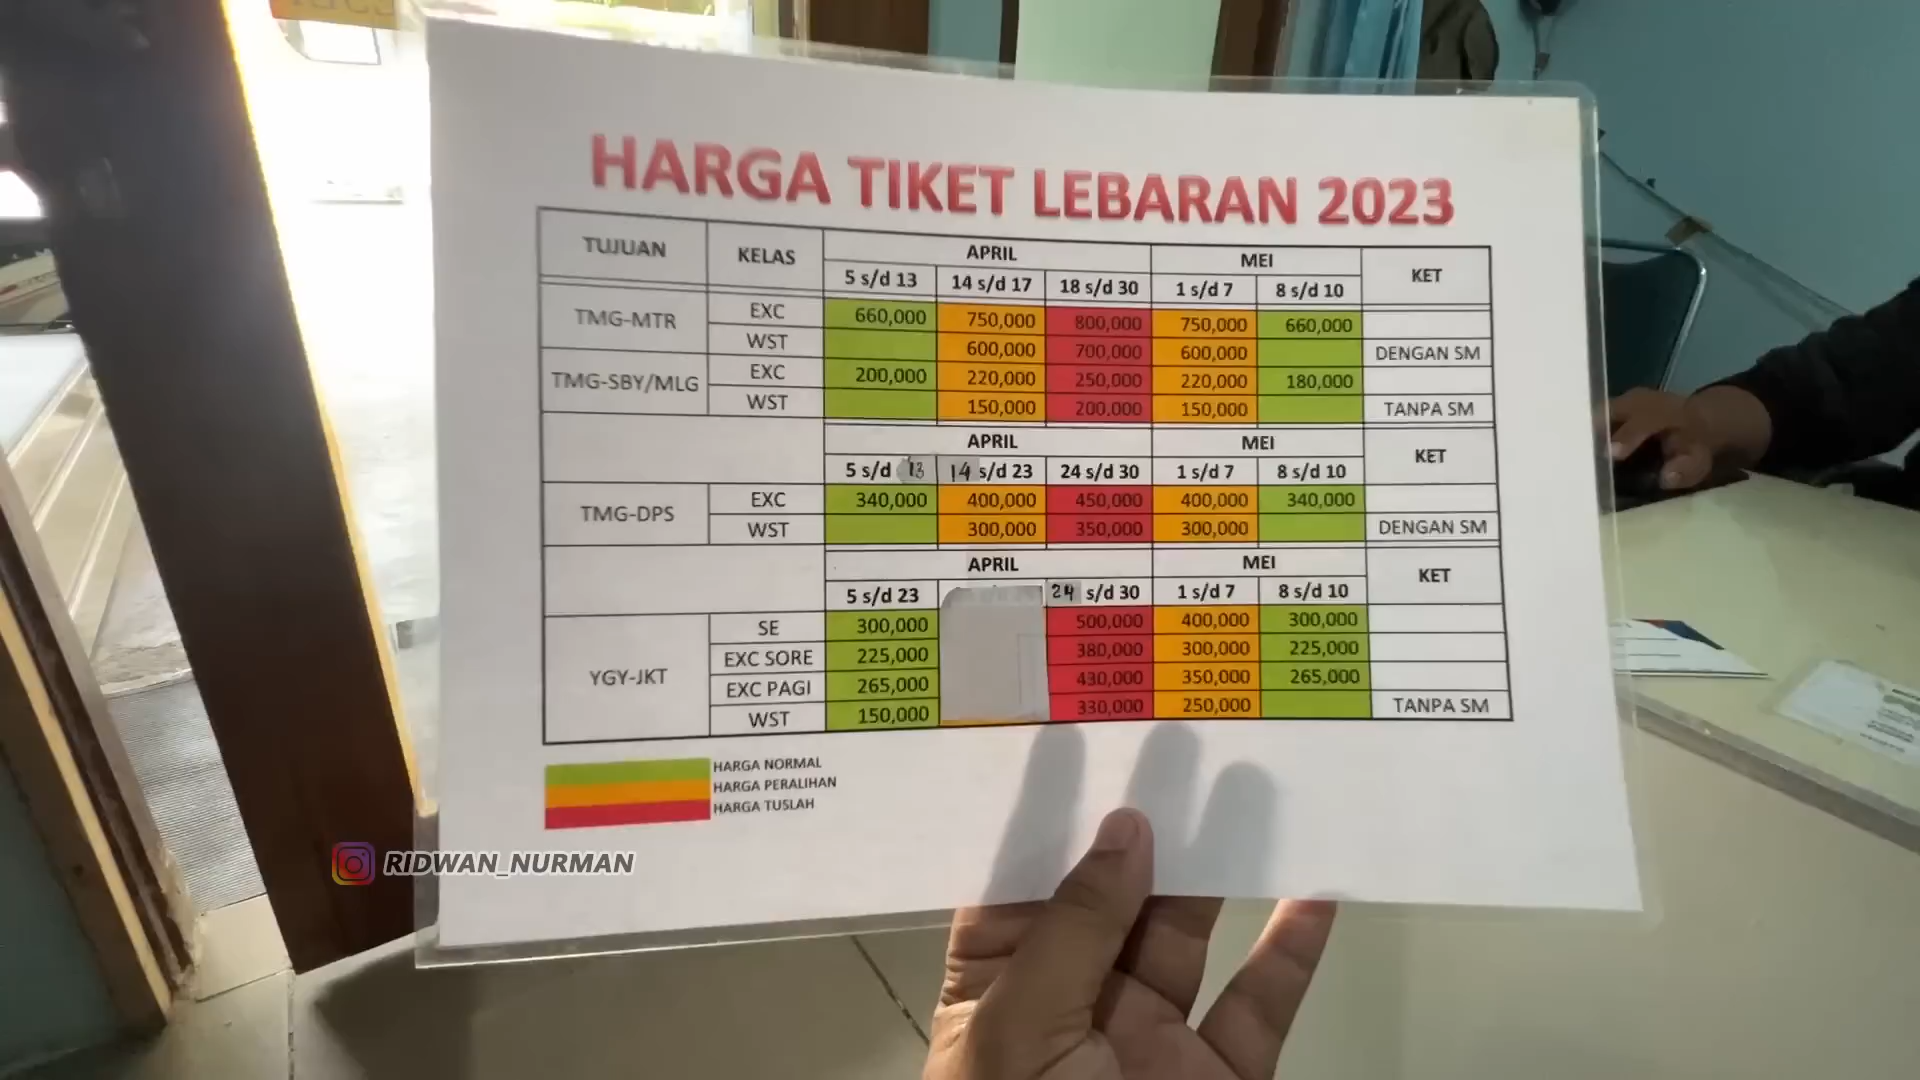 HARGA TIKET LEBARAN 2023
TUJUAN KELAS APRIL MEI KET
5 s/d 13 14 s/d 17 18 s/d 30 1 s/d 7 8 s/d 10
TMG-MTR EXC 660,000 750,000 800,000 750,000 660,000
WST 600,000 700,000 600,000 DENGAN SM
TMG-SBY/MLG EXC 200,000 220,000 250,000 220,000 180,000
WST 150,000 200,000 150,000 TANPA SM
APRIL MEI KET
5 s/d 13 14 s/d 23 24 s/d 30 1 s/d 7 8 s/d 10
TMG-DPS EXC 340,000 400,000 450,000 400,000 340,000
WST 300,000 350,000 300,000 DENGAN SM
APRIL MEI KET
5 s/d 23 24 s/d 30 1 s/d 7 8 s/d 10
YGY-JKT SE 300,000 500,000 400,000 300,000
EXC SORE 225,000 380,000 300,000 225,000
EXC PAGI 265,000 430,000 350,000 265,000
WST 150,000 330,000 250,000 TANPA SM
HARGA NORMAL
HARGA PERALIHAN
HARGA TUSLAH
RIDWAN_NURMAN